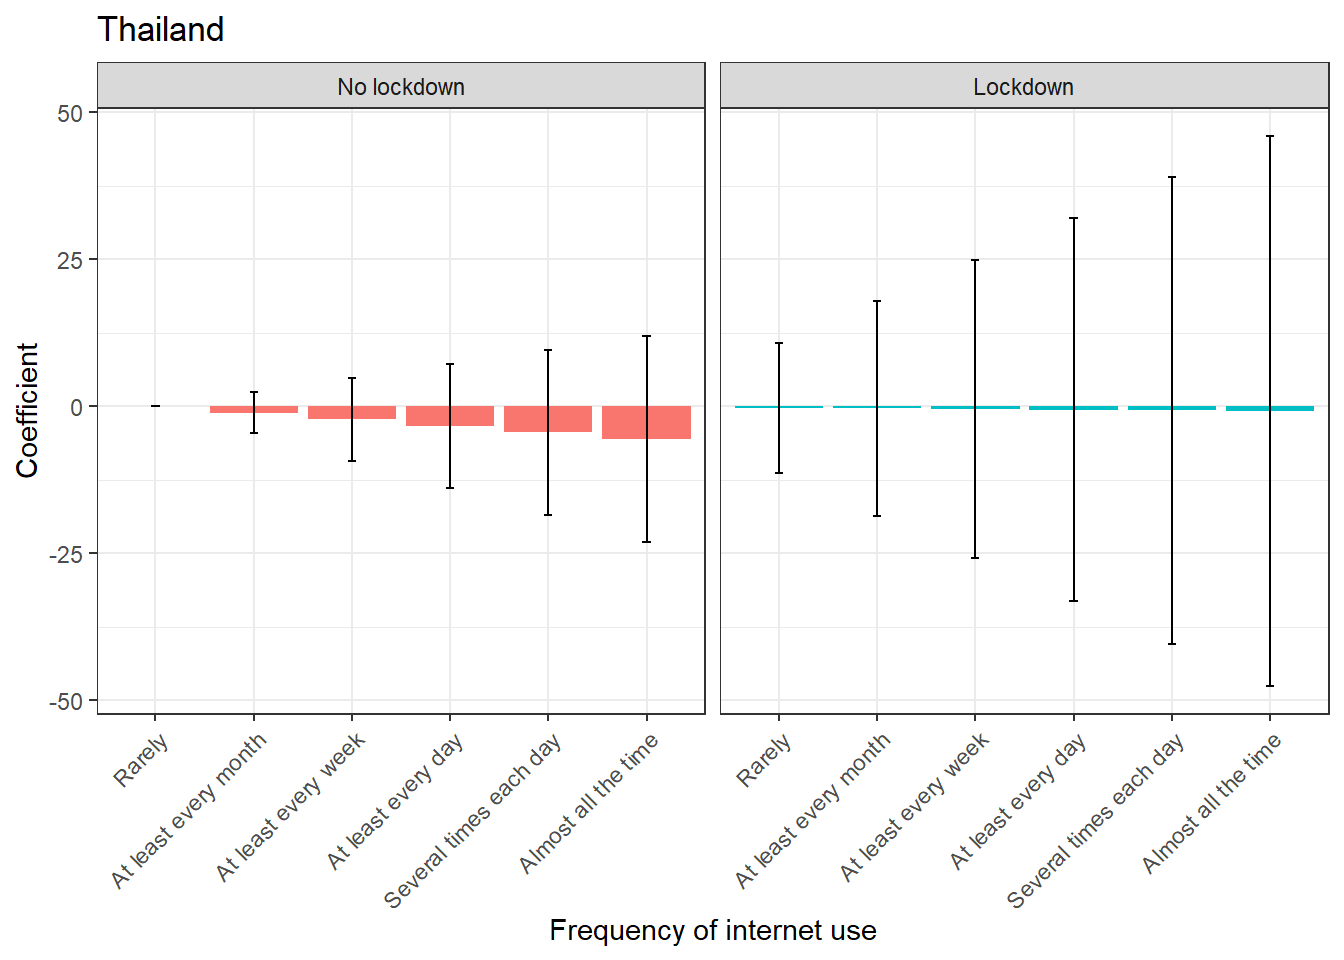 Thailand
No lockdown
Lockdown
50
25
0
-25
-50
Coefficient
Rarely
At least every month
At least every week
At least every day
Several times each day
Almost all the time
Rarely
At least every month
At least every week
At least every day
Several times each day
Almost all the time
Frequency of internet use